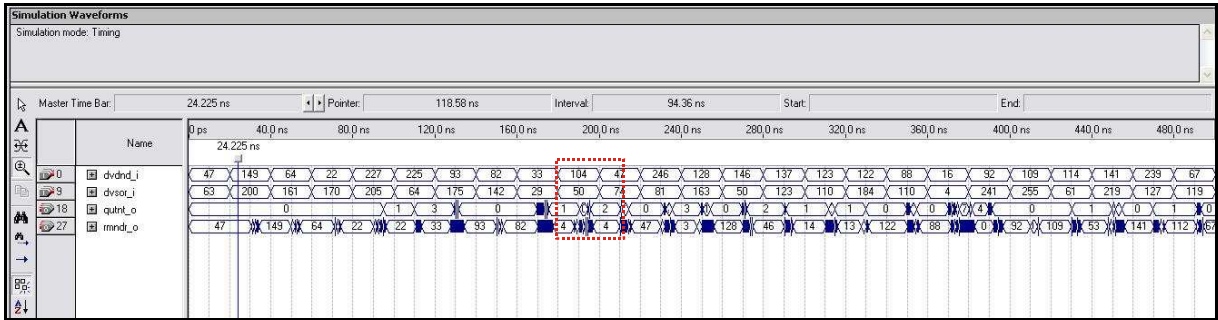 Simulation Waveforms
Simulation mode: Timing
Master Time Bar: 24.225 ns Pointer: 118.58 ns Interval: 94.36 ns Start: End:
Name
0 ps 40.0 ns 80.0 ns 120.0 ns 160.0 ns 200.0 ns 240.0 ns 280.0 ns 320.0 ns 360.0 ns 400.0 ns 440.0 ns 480.0 ns
24.225 ns
0 dvdnd_i 47 149 64 22 227 225 93 82 33 104 47 246 128 146 137 123 122 88 16 92 109 114 141 239 67
9 dvsor_i 63 200 161 170 205 64 175 142 29 50 74 81 163 50 123 110 184 110 4 241 255 61 219 127 119
18 qutnt_o 0 1 3 0 1 2 0 3 0 2 1 1 0 0 4 0 1 0 1 0
27 rmndr_o 47 149 64 22 22 33 93 82 4 4 47 3 128 46 14 13 122 88 0 92 109 53 141 112 67